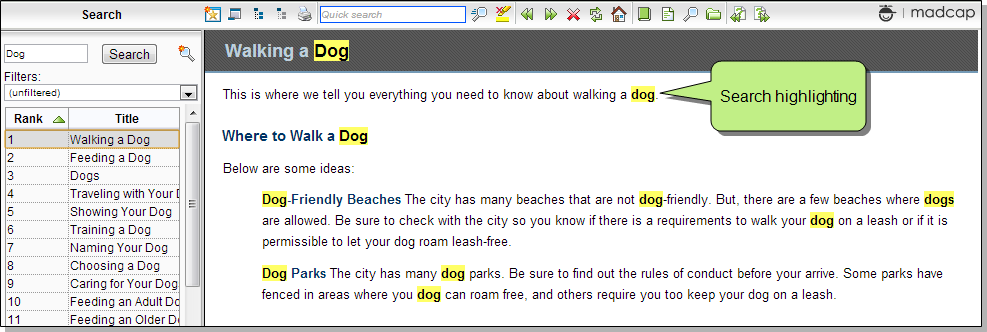 Search
Quick search
madcap
Dog
Search
Filters:
(unfiltered)
Rank Title
1 Walking a Dog
2 Feeding a Dog
3 Dogs
4 Traveling with Your D
5 Showing Your Dog
6 Training a Dog
7 Naming Your Dog
8 Choosing a Dog
9 Caring for Your Dog
10 Feeding an Adult Do
11 Feeding an Older D
Walking a Dog
This is where we tell you everything you need to know about walking a dog.
Search highlighting
Where to Walk a Dog
Below are some ideas:
Dog-Friendly Beaches The city has many beaches that are not dog-friendly. But, there are a few beaches where dogs
are allowed. Be sure to check with the city so you know if there is a requirements to walk your dog on a leash or if it is
permissible to let your dog roam leash-free.
Dog Parks The city has many dog parks. Be sure to find out the rules of conduct before your arrive. Some parks have
fenced in areas where you dog can roam free, and others require you too keep your dog on a leash.